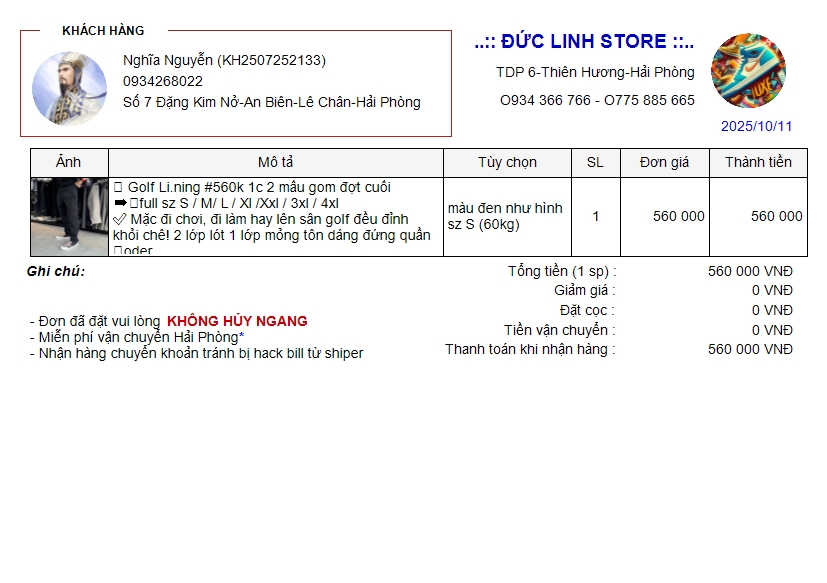 KHÁCH HÀNG
Nghĩa Nguyễn (KH2507252133)
0934268022
Số 7 Đặng Kim Nở-An Biên-Lê Chân-Hải Phòng
..:: ĐỨC LINH STORE ::..
TDP 6-Thiên Hương-Hải Phòng
O934 366 766 - O775 885 665
2025/10/11
Ảnh Mô tả Tùy chọn SL Đơn giá Thành tiền
Golf Li.ning #560k 1c 2 mầu gom đợt cuối
➡ full sz S / M/ L / Xl /Xxl / 3xl / 4xl
✅ Mặc đi chơi, đi làm hay lên sân golf đều đỉnh
khỏi chê! 2 lớp lót 1 lớp mỏng tôn dáng đứng quần
oder
màu đen như hình
sz S (60kg)
1 560 000 560 000
Ghi chú:
- Đơn đã đặt vui lòng KHÔNG HỦY NGANG
- Miễn phí vận chuyển Hải Phòng*
- Nhận hàng chuyển khoản tránh bị hack bill từ shiper
Tổng tiền (1 sp) : 560 000 VNĐ
Giảm giá : 0 VNĐ
Đặt cọc : 0 VNĐ
Tiền vận chuyển : 0 VNĐ
Thanh toán khi nhận hàng : 560 000 VNĐ